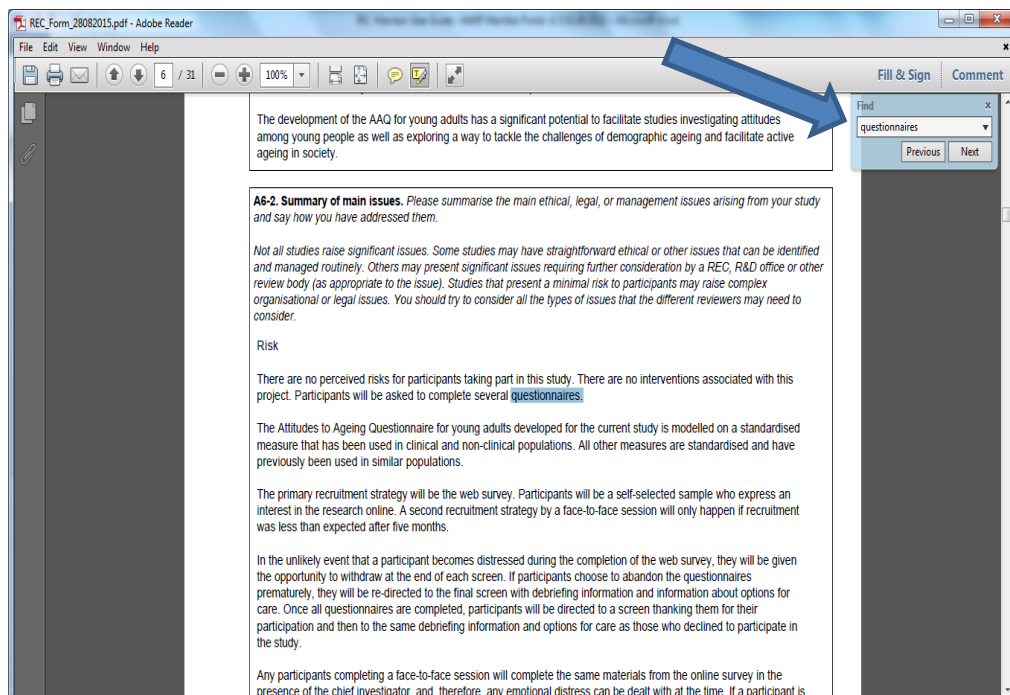 REC_Form_28082015.pdf - Adobe Reader
File Edit View Window Help
6 / 31
100%
Fill & Sign Comment
Find
questionnaires
Previous Next
The development of the AAQ for young adults has a significant potential to facilitate studies investigating attitudes
among young people as well as exploring a way to tackle the challenges of demographic ageing and facilitate active
ageing in society.
A6-2. Summary of main issues. Please summarise the main ethical, legal, or management issues arising from your study
and say how you have addressed them.
Not all studies raise significant issues. Some studies may have straightforward ethical or other issues that can be identified
and managed routinely. Others may present significant issues requiring further consideration by a REC, R&D office or other
review body (as appropriate to the issue). Studies that present a minimal risk to participants may raise complex
organisational or legal issues. You should try to consider all the types of issues that the different reviewers may need to
consider.
Risk
There are no perceived risks for participants taking part in this study. There are no interventions associated with this
project. Participants will be asked to complete several questionnaires.
The Attitudes to Ageing Questionnaire for young adults developed for the current study is modelled on a standardised
measure that has been used in clinical and non-clinical populations. All other measures are standardised and have
previously been used in similar populations.
The primary recruitment strategy will be the web survey. Participants will be a self-selected sample who express an
interest in the research online. A second recruitment strategy by a face-to-face session will only happen if recruitment
was less than expected after five months.
In the unlikely event that a participant becomes distressed during the completion of the web survey, they will be given
the opportunity to withdraw at the end of each screen. If participants choose to abandon the questionnaires
prematurely, they will be re-directed to the final screen with debriefing information and information about options for
care. Once all questionnaires are completed, participants will be directed to a screen thanking them for their
participation and then to the same debriefing information and options for care as those who declined to participate in
the study.
Any participants completing a face-to-face session will complete the same materials from the online survey in the
presence of the chief investigator, and, therefore, any emotional distress can be dealt with at the time. If a participant is